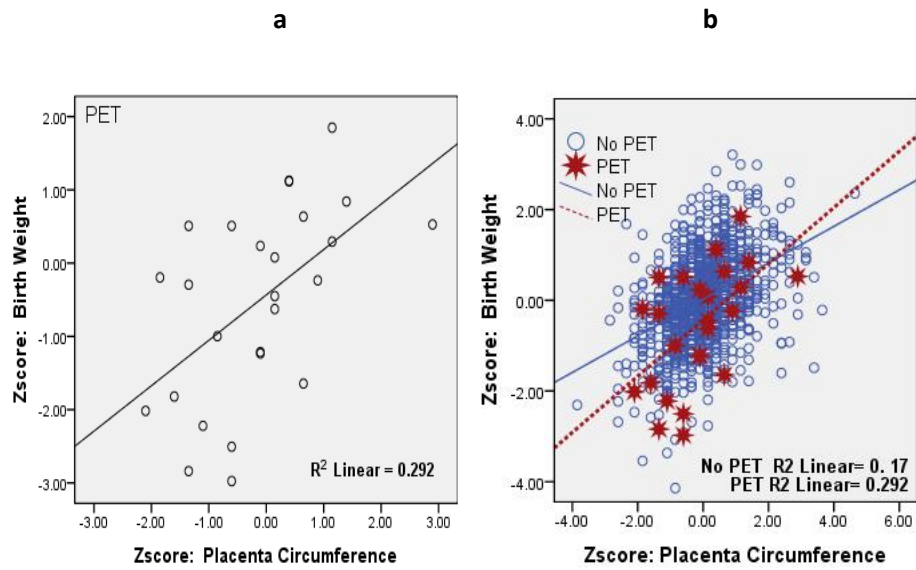 a
b
PET
2.00
1.00
0.00
-1.00
-2.00
-3.00
Zscore: Birth Weight
R² Linear = 0.292
-3.00 -2.00 -1.00 0.00 1.00 2.00 3.00
Zscore: Placenta Circumference
4.00
2.00
0.00
-2.00
-4.00
Zscore: Birth Weight
No PET
PET
No PET
PET
No PET R2 Linear= 0. 17
PET R2 Linear= 0.292
-4.00 -2.00 0.00 2.00 4.00 6.00
Zscore: Placenta Circumference